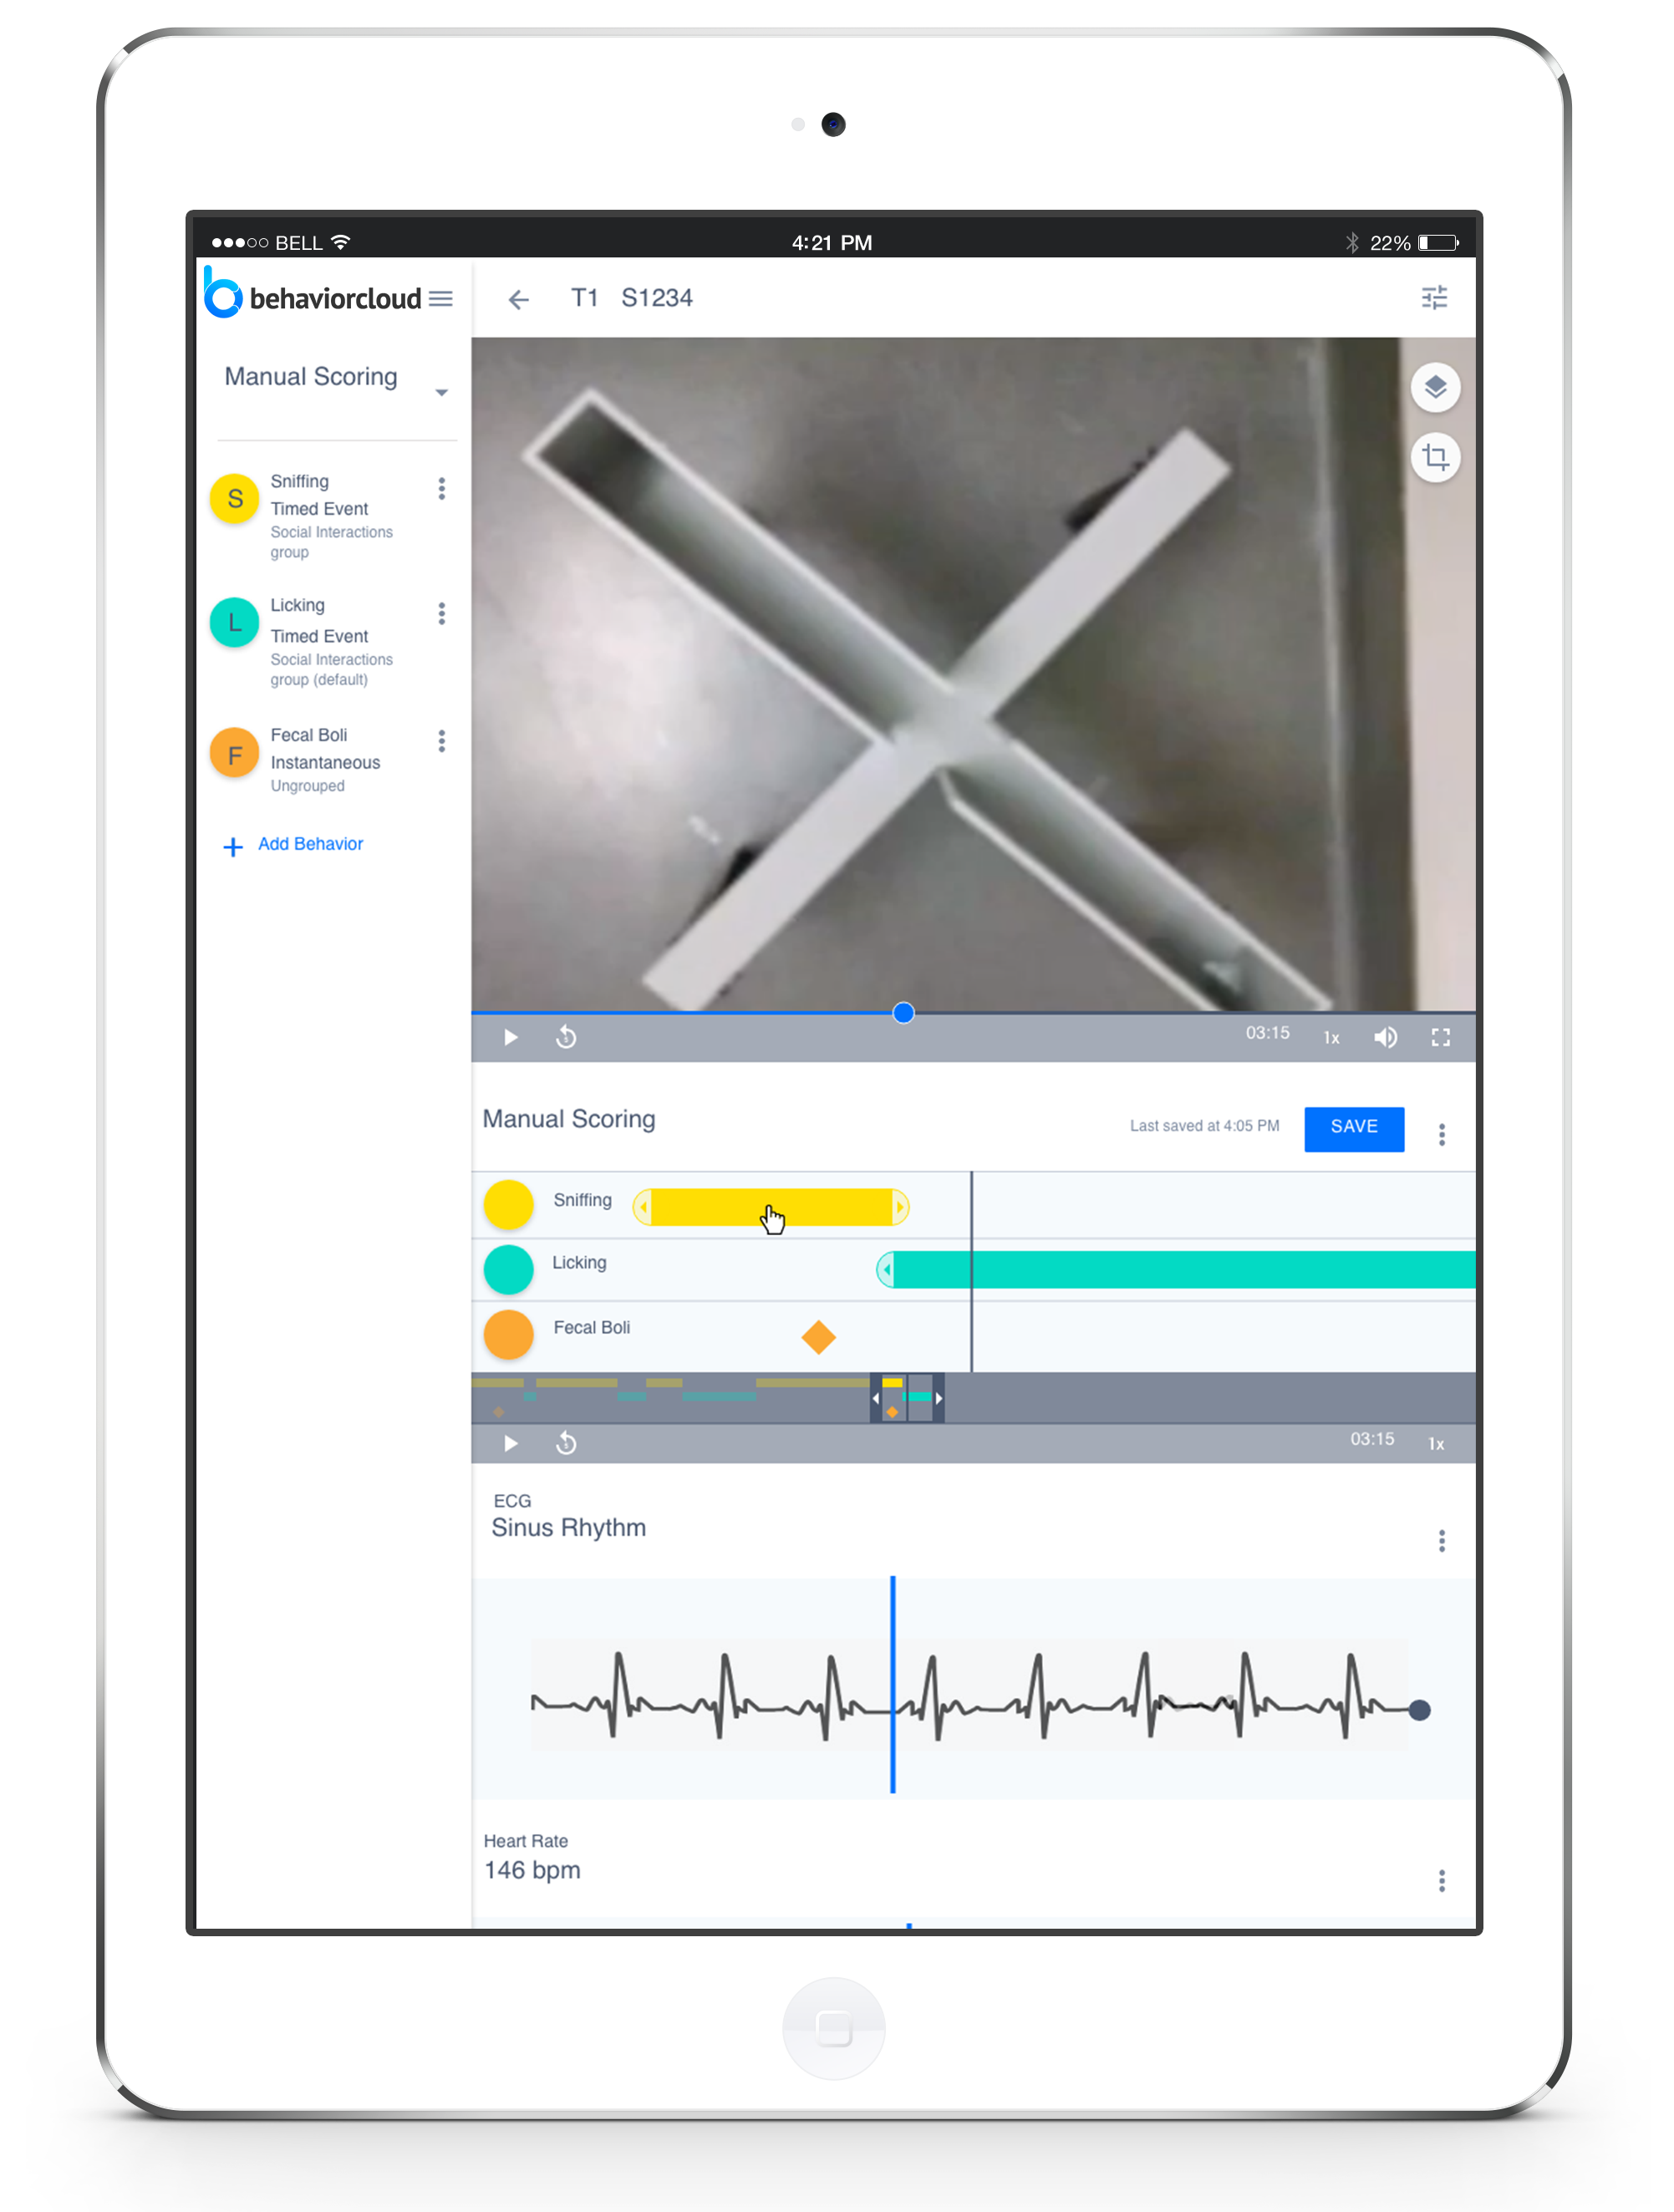 BELL
4:21 PM
22%
behaviorcloud
T1 S1234
Manual Scoring
S
Sniffing
Timed Event
Social Interactions
group
L
Licking
Timed Event
Social Interactions
group (default)
F
Fecal Boli
Instantaneous
Ungrouped
+ Add Behavior
5
03:15
1x
Manual Scoring
Last saved at 4:05 PM
SAVE
Sniffing
Licking
Fecal Boli
5
03:15
1x
ECG
Sinus Rhythm
Heart Rate
146 bpm